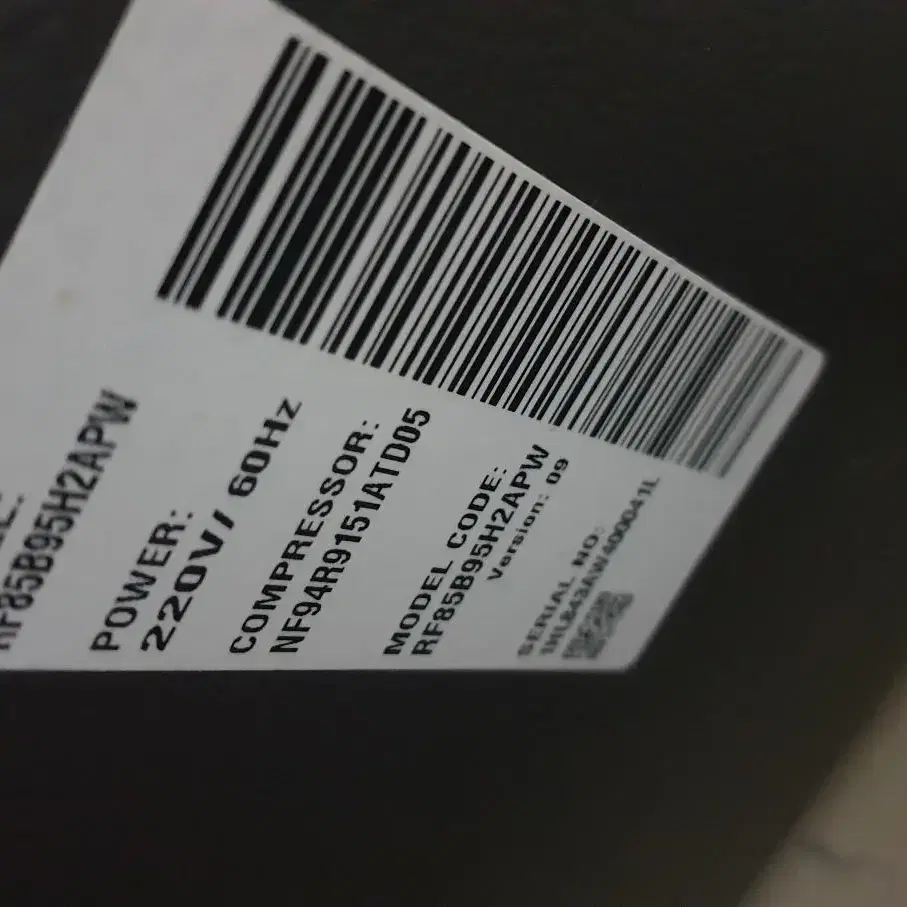 RF85B95H2APW
POWER:
220V/ 60Hz
COMPRESSOR:
NF94R9151ATD05
MODEL CODE:
RF85B95H2APW
Version: 09
SERIAL NO: